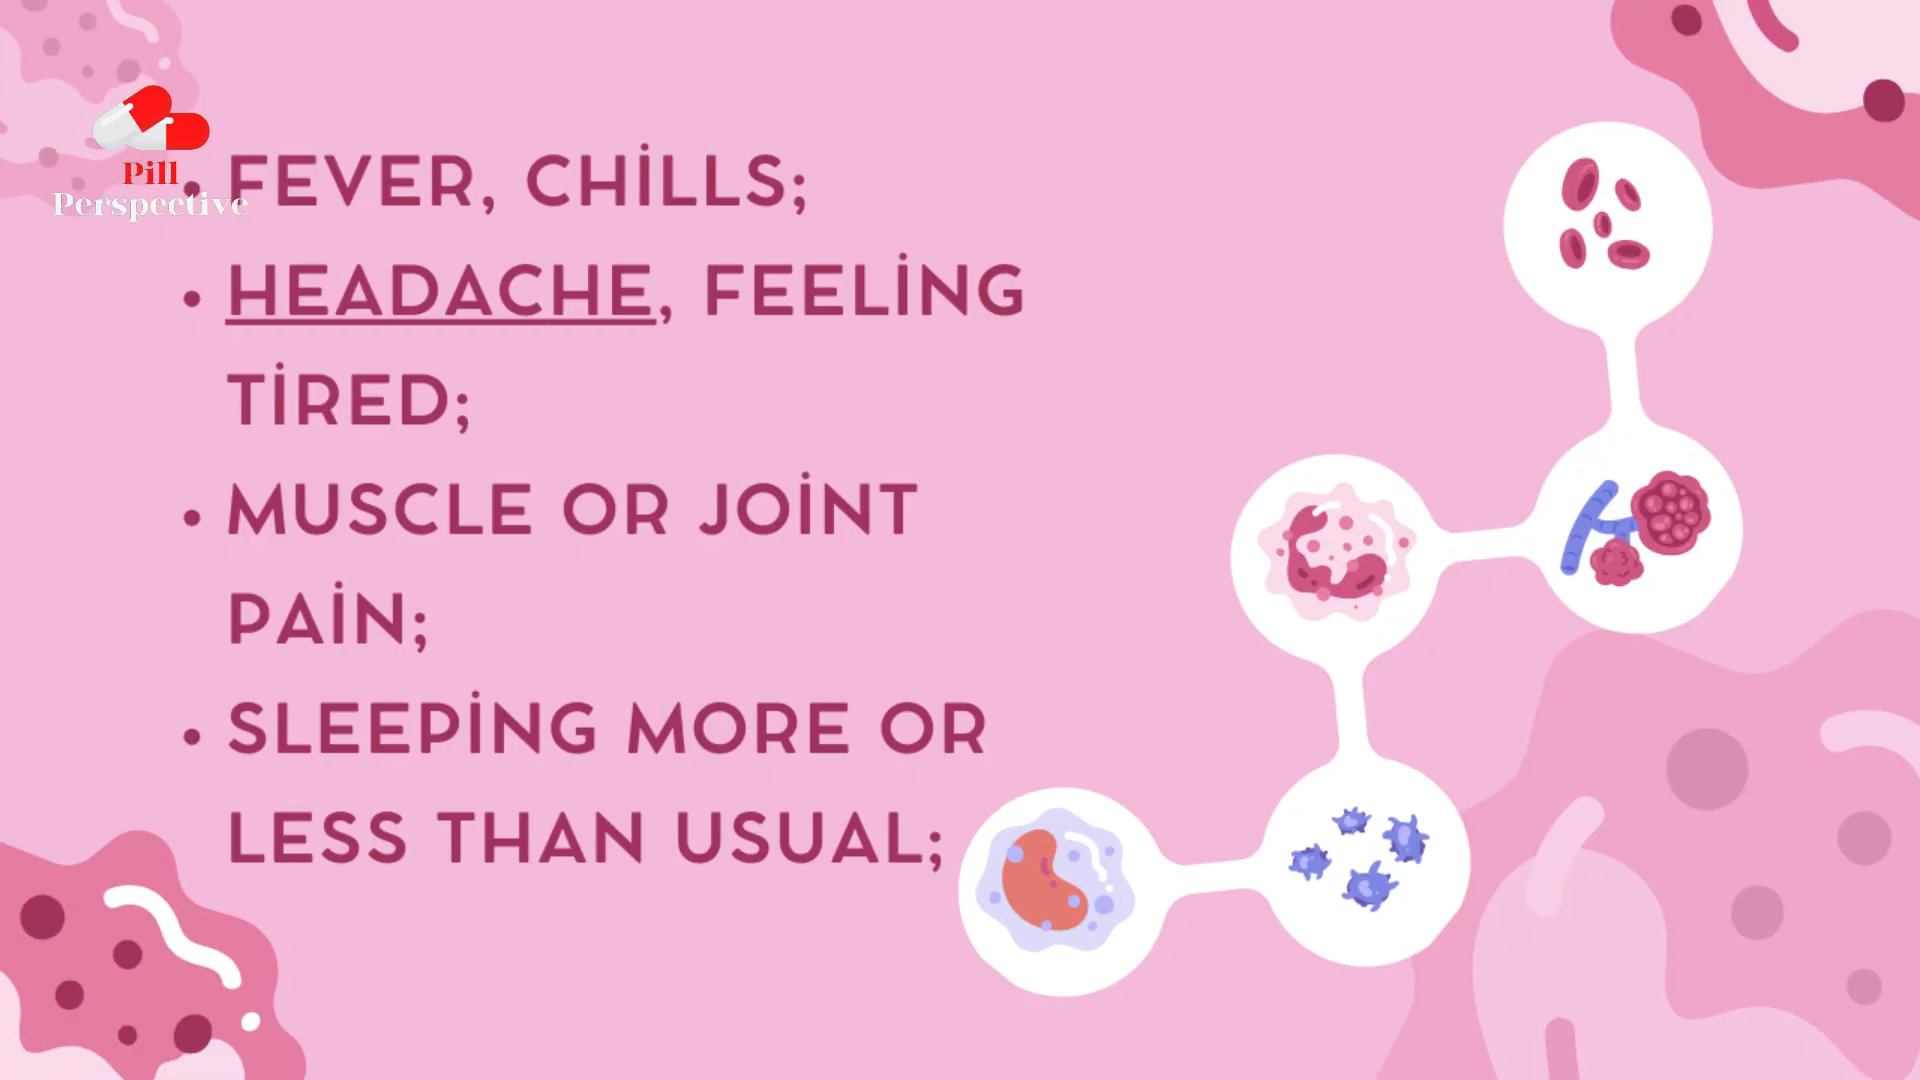 Pill
Perspective
• FEVER, CHİLLS;
• HEADACHE, FEELİNG
TİRED;
• MUSCLE OR JOİNT
PAİN;
• SLEEPİNG MORE OR
LESS THAN USUAL;